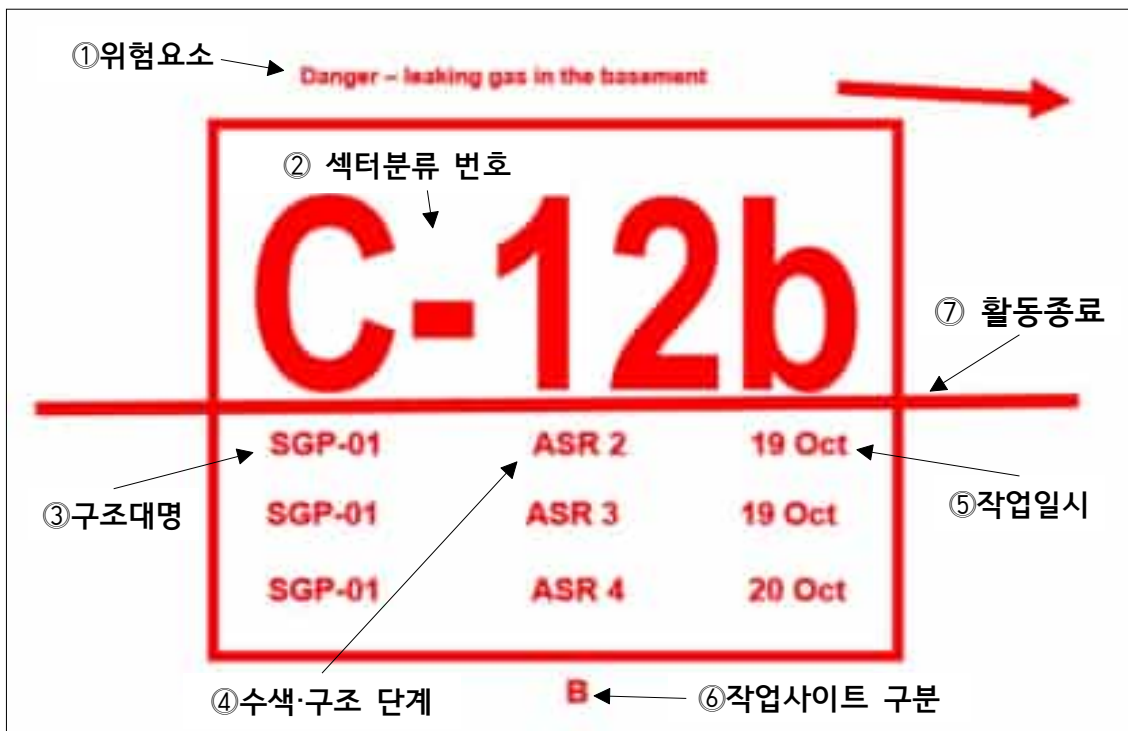 ①위험요소
Danger – leaking gas in the basement
② 섹터분류 번호
C-12b
⑦ 활동종료
SGP-01 ASR 2 19 Oct
③구조대명
⑤작업일시
SGP-01 ASR 3 19 Oct
SGP-01 ASR 4 20 Oct
④수색·구조 단계
B
⑥작업사이트 구분